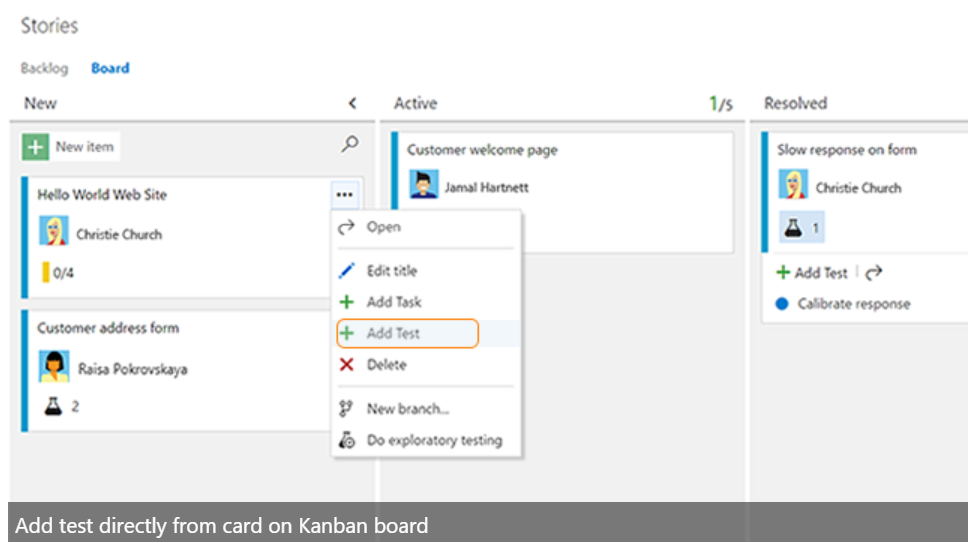 Stories
Backlog Board
New
Active 1/5
Resolved
New item
Hello World Web Site
Christie Church
0/4
Customer address form
Raisa Pokrovskaya
2
Open
Edit title
Add Task
Add Test
Delete
New branch...
Do exploratory testing
Customer welcome page
Jamal Hartnett
Slow response on form
Christie Church
1
Add Test
Calibrate response
Add test directly from card on Kanban board